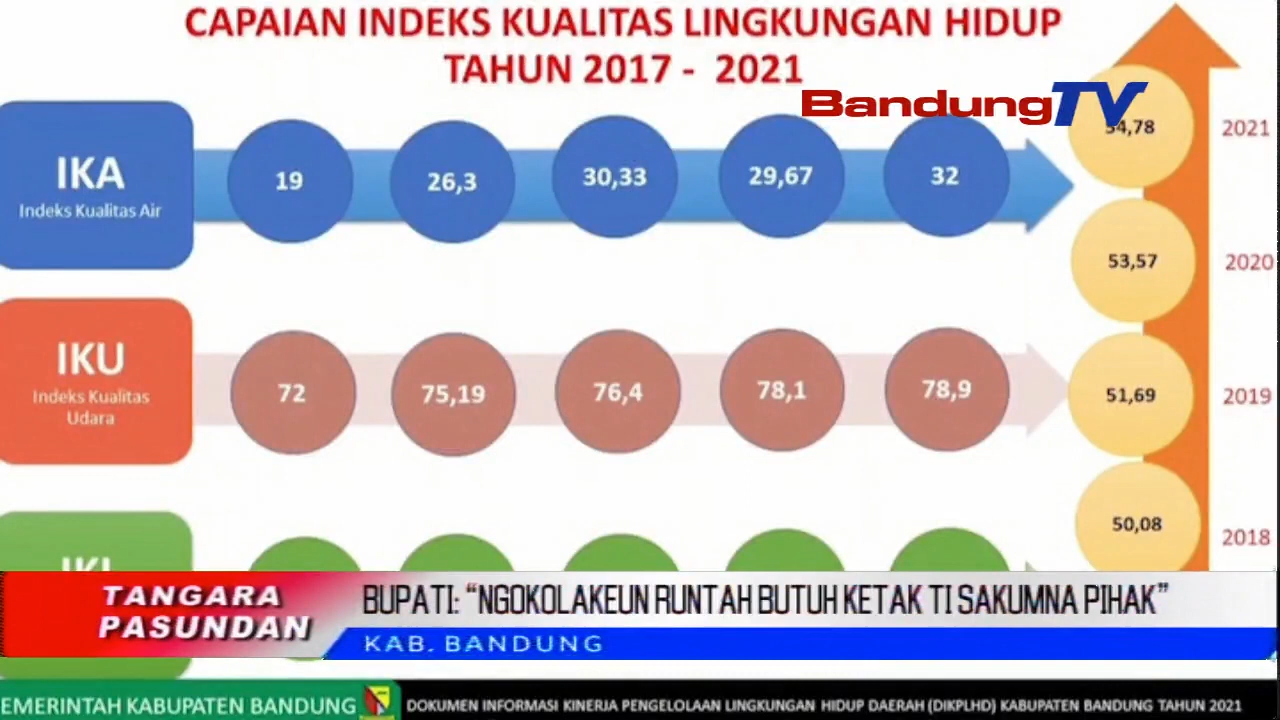 CAPAIAN INDEKS KUALITAS LINGKUNGAN HIDUP
TAHUN 2017 - 2021
BandungTV
IKA
Indeks Kualitas Air
19
26,3
30,33
29,67
32
54,78
2021
53,57
2020
IKU
Indeks Kualitas
Udara
72
75,19
76,4
78,1
78,9
51,69
2019
50,08
2018
TANGARA
PASUNDAN
BUPATI: “NGOKOLAKEUN RUNTAH BUTUH KETAK TI SAKUMNA PIHAK”
KAB. BANDUNG
EMERINTAH KABUPATEN BANDUNG
DOKUMEN INFORMASI KINERJA PENGELOLAAN LINGKUNGAN HIDUP DAERAH (DIKPLHD) KABUPATEN BANDUNG TAHUN 2021